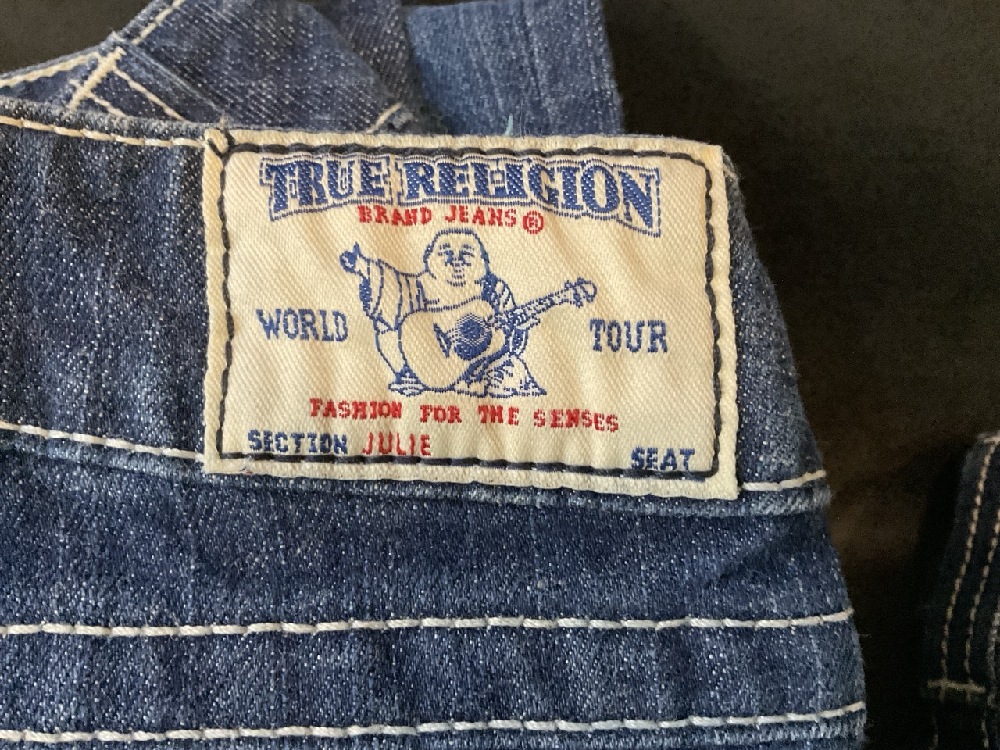 TRUE RELIGION
BRAND JEANS®
WORLD TOUR
FASHION FOR THE SENSES
SECTION JULIE SEAT